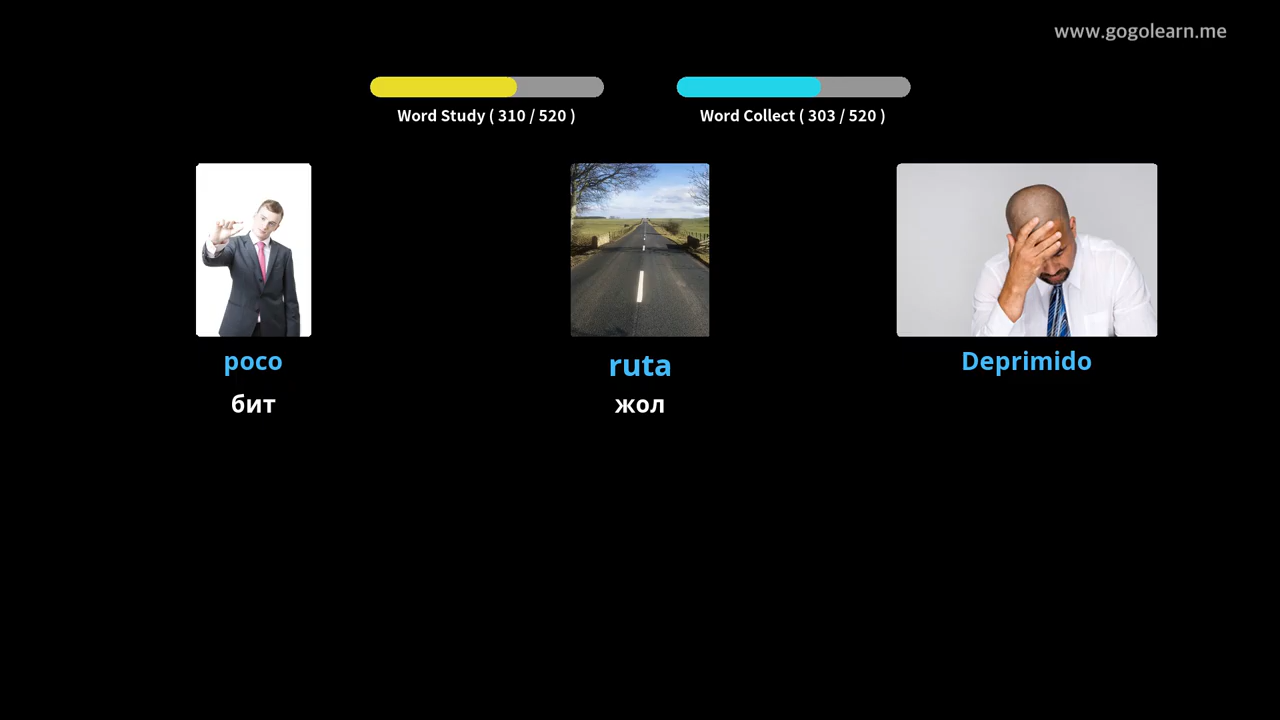 www.gogolearn.me
Word Study ( 310 / 520 )
Word Collect ( 303 / 520 )
poco
ruta
Deprimido
бит
жол